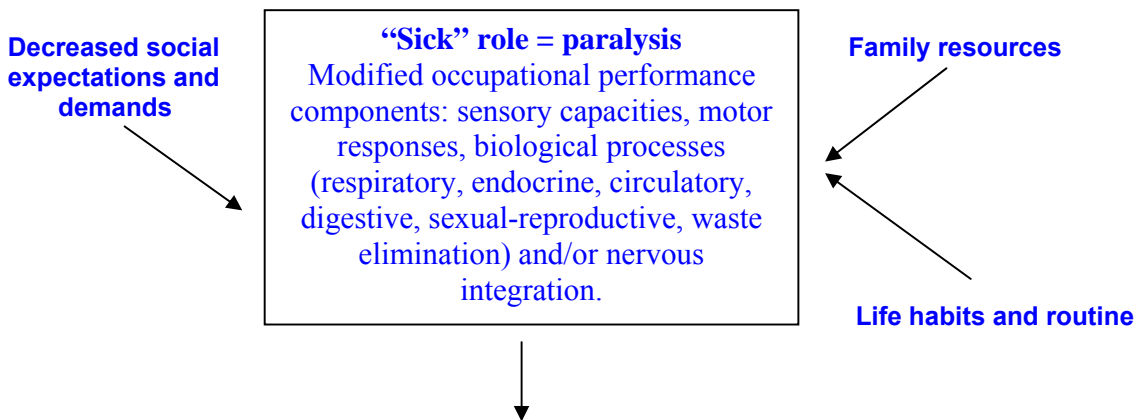 Decreased social
expectations and
demands
“Sick” role = paralysis
Modified occupational performance
components: sensory capacities, motor
responses, biological processes
(respiratory, endocrine, circulatory,
digestive, sexual-reproductive, waste
elimination) and/or nervous
integration.
Family resources
Life habits and routine